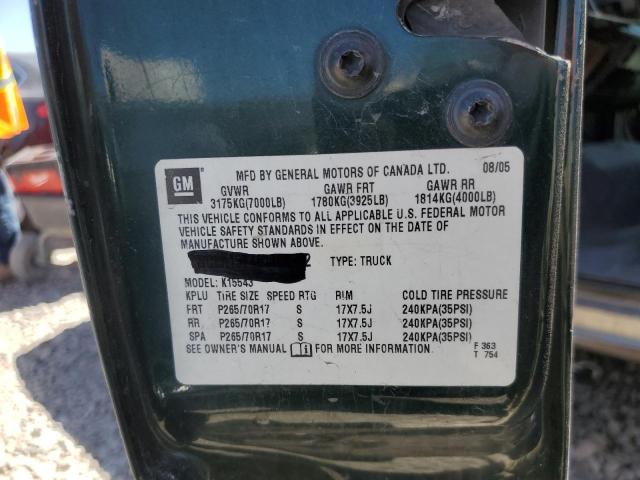 MFD BY GENERAL MOTORS OF CANADA LTD. 08/05
GM
GVWR GAWR FRT GAWR RR
3175KG(7000LB) 1780KG(3925LB) 1814KG(4000LB)
THIS VEHICLE CONFORMS TO ALL APPLICABLE U.S. FEDERAL MOTOR
VEHICLE SAFETY STANDARDS IN EFFECT ON THE DATE OF
MANUFACTURE SHOWN ABOVE.
2 TYPE: TRUCK
MODEL: K15543
KPLU TIRE SIZE SPEED RTG RIM COLD TIRE PRESSURE
FRT P265/70R17 S 17X7.5J 240KPA(35PSI)
RR P265/70R17 S 17X7.5J 240KPA(35PSI)
SPA P265/70R17 S 17X7.5J 240KPA(35PSI)
SEE OWNER'S MANUAL FOR MORE INFORMATION. F 363
T 754